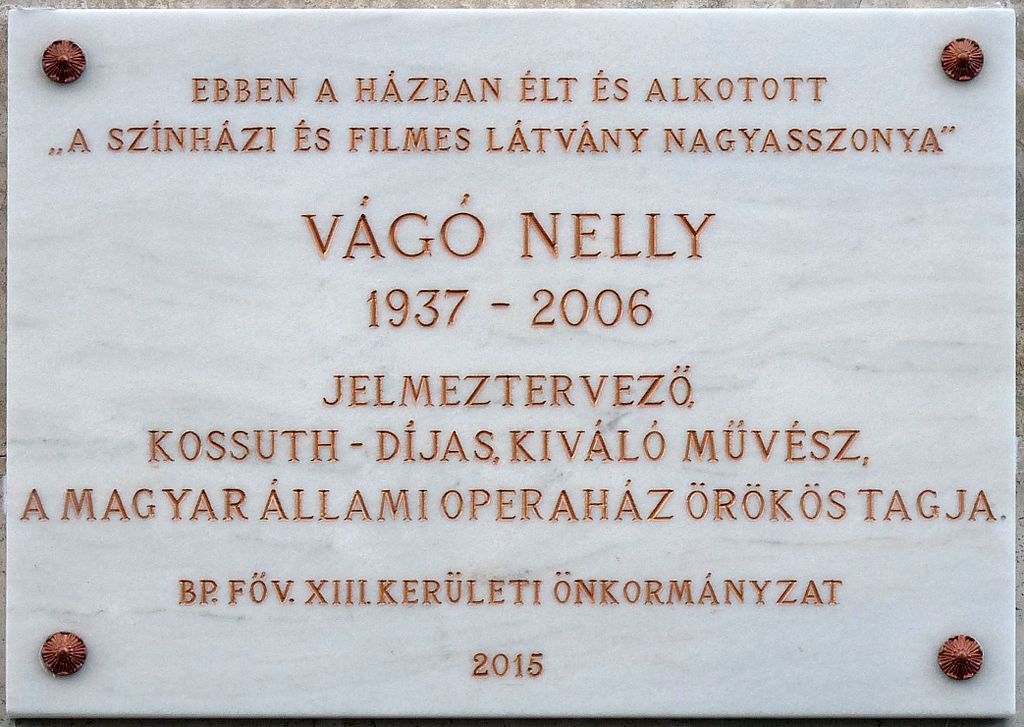 EBBEN A HÁZBAN ÉLT ÉS ALKOTOTT
„A SZÍNHÁZI ÉS FILMES LÁTVÁNY NAGYASSZONYA”
VÁGÓ NELLY
1937 - 2006
JELMEZTERVEZŐ,
KOSSUTH - DÍJAS, KIVÁLÓ MŰVÉSZ,
A MAGYAR ÁLLAMI OPERAHÁZ ÖRÖKÖS TAGJA.
BP. FŐV. XIII. KERÜLETI ÖNKORMÁNYZAT
2015